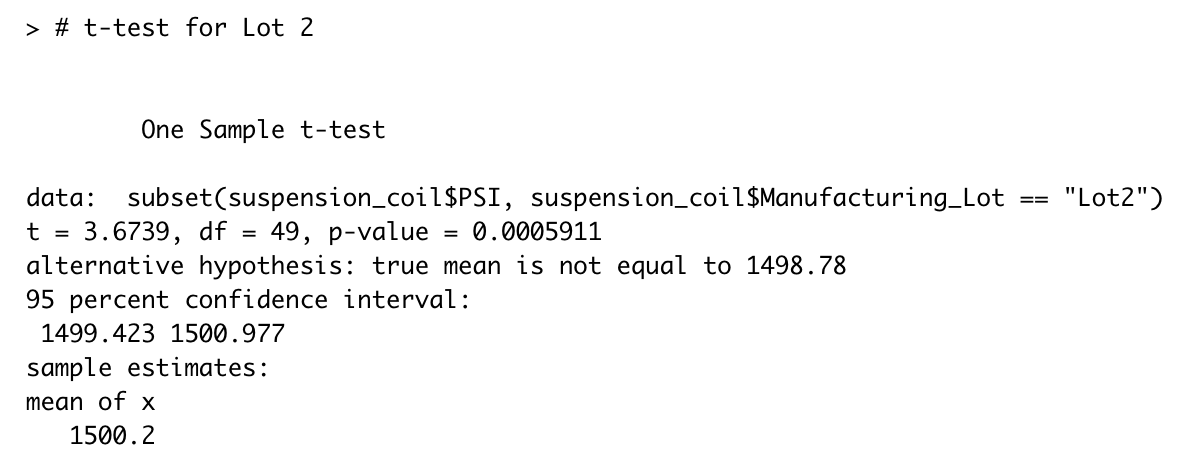 > # t-test for Lot 2
One Sample t-test
data:  subset(suspension_coil$PSI, suspension_coil$Manufacturing_Lot == "Lot2")
t = 3.6739, df = 49, p-value = 0.0005911
alternative hypothesis: true mean is not equal to 1498.78
95 percent confidence interval:
1499.423 1500.977
sample estimates:
mean of x
1500.2